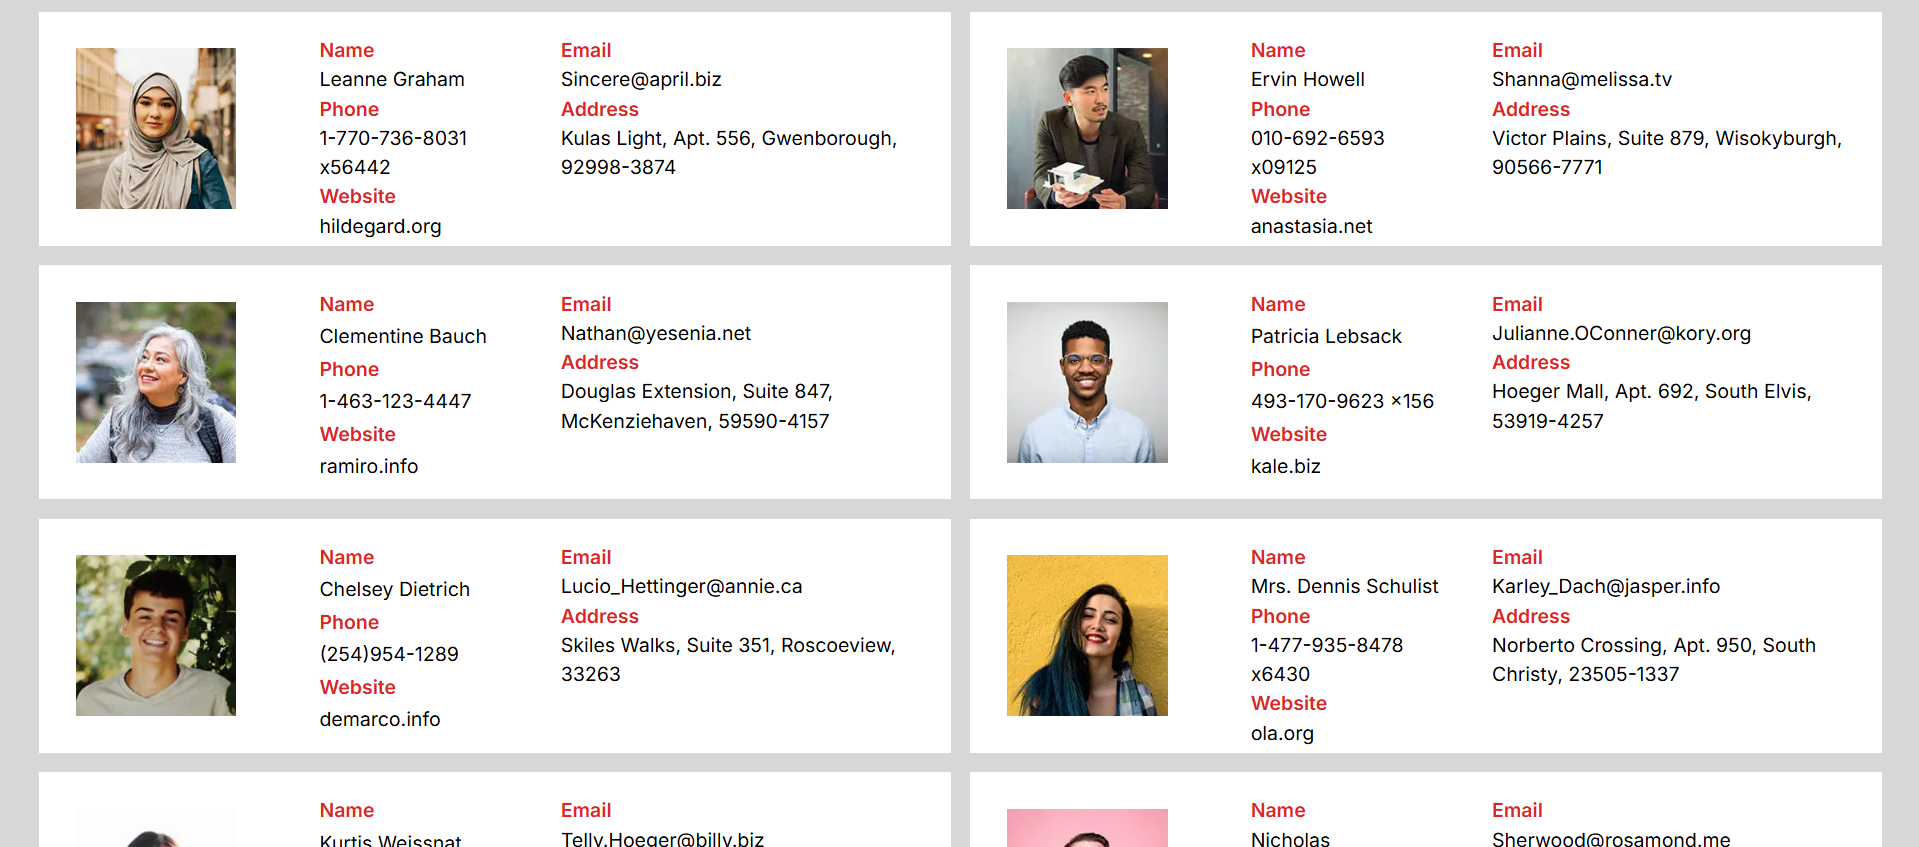 Name
Leanne Graham
Phone
1-770-736-8031
x56442
Website
hildegard.org
Email
Sincere@april.biz
Address
Kulas Light, Apt. 556, Gwenborough,
92998-3874
Name
Ervin Howell
Phone
010-692-6593
x09125
Website
anastasia.net
Email
Shanna@melissa.tv
Address
Victor Plains, Suite 879, Wisokyburgh,
90566-7771
Name
Clementine Bauch
Phone
1-463-123-4447
Website
ramiro.info
Email
Nathan@yesenia.net
Address
Douglas Extension, Suite 847,
McKenziehaven, 59590-4157
Name
Patricia Lebsack
Phone
493-170-9623 ×156
Website
kale.biz
Email
Julianne.OConner@kory.org
Address
Hoeger Mall, Apt. 692, South Elvis,
53919-4257
Name
Chelsey Dietrich
Phone
(254)954-1289
Website
demarco.info
Email
Lucio_Hettinger@annie.ca
Address
Skiles Walks, Suite 351, Roscoeview,
33263
Name
Mrs. Dennis Schulist
Phone
1-477-935-8478
x6430
Website
ola.org
Email
Karley_Dach@jasper.info
Address
Norberto Crossing, Apt. 950, South
Christy, 23505-1337
Name
Kurtis Weissnat
Email
Telly.Hoeger@billy.biz
Name
Nicholas
Email
Sherwood@rosamond.me